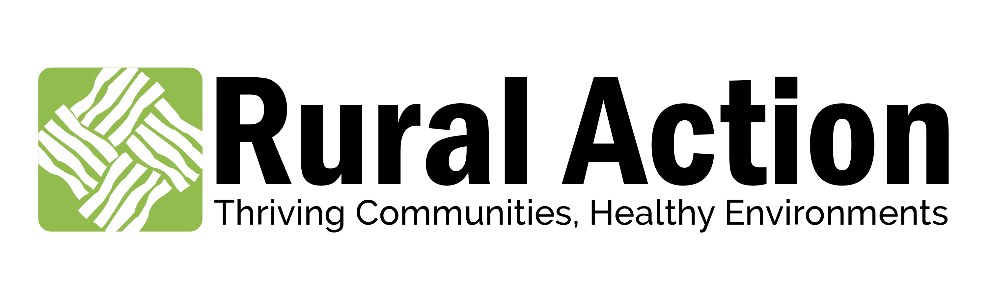 Rural Action
Thriving Communities, Healthy Environments